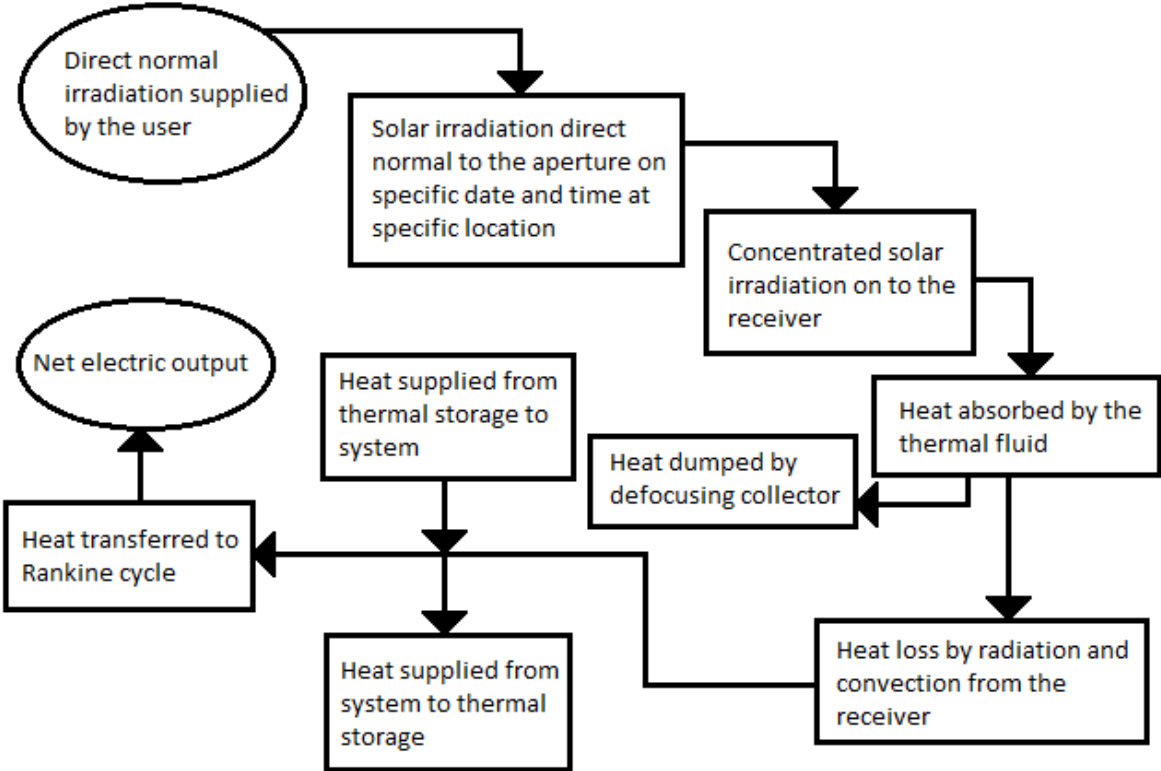 Direct normal
irradiation supplied
by the user
Solar irradiation direct
normal to the aperture on
specific date and time at
specific location
Concentrated solar
irradiation on to the
receiver
Heat absorbed by the
thermal fluid
Heat dumped by
defocusing collector
Heat loss by radiation and
convection from the
receiver
Heat supplied from
thermal storage to
system
Heat supplied from
system to thermal
storage
Heat transferred to
Rankine cycle
Net electric output